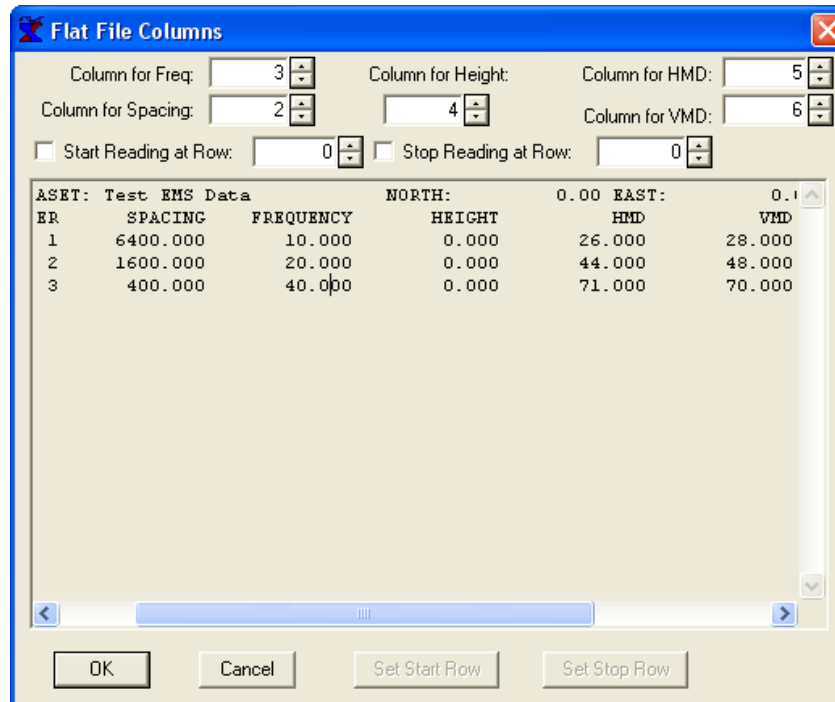 Flat File Columns
Column for Freq: 3 Column for Height: Column for HMD: 5
Column for Spacing: 2 4 Column for VMD: 6
Start Reading at Row: 0 Stop Reading at Row: 0
ASET: Test EMS Data NORTH: 0.00 EAST: 0.
ER SPACING FREQUENCY HEIGHT HMD VMD
1 6400.000 10.000 0.000 26.000 28.000
2 1600.000 20.000 0.000 44.000 48.000
3 400.000 40.000 0.000 71.000 70.000
OK Cancel Set Start Row Set Stop Row